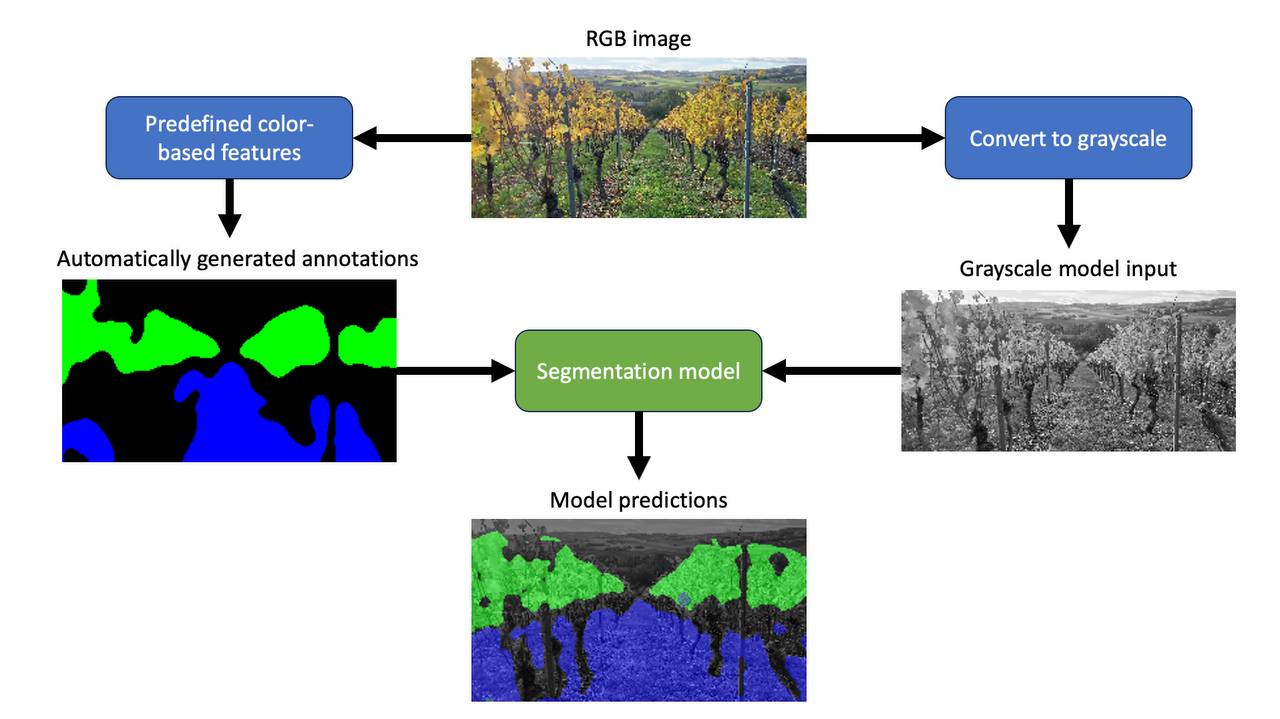 RGB image
Predefined color-
based features
Convert to grayscale
Automatically generated annotations
Grayscale model input
Segmentation model
Model predictions